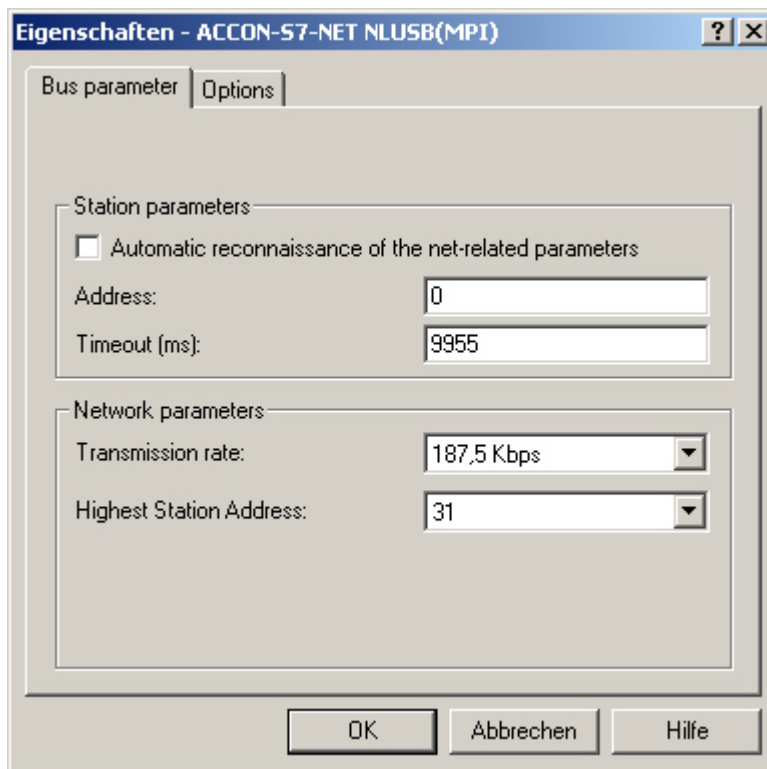 Eigenschaften - ACCON-S7-NET NLUSB(MPI)
Bus parameter
Options
Station parameters
Automatic reconnaissance of the net-related parameters
Address:
0
Timeout (ms):
9955
Network parameters
Transmission rate:
187,5 Kbps
Highest Station Address:
31
OK
Abbrechen
Hilfe